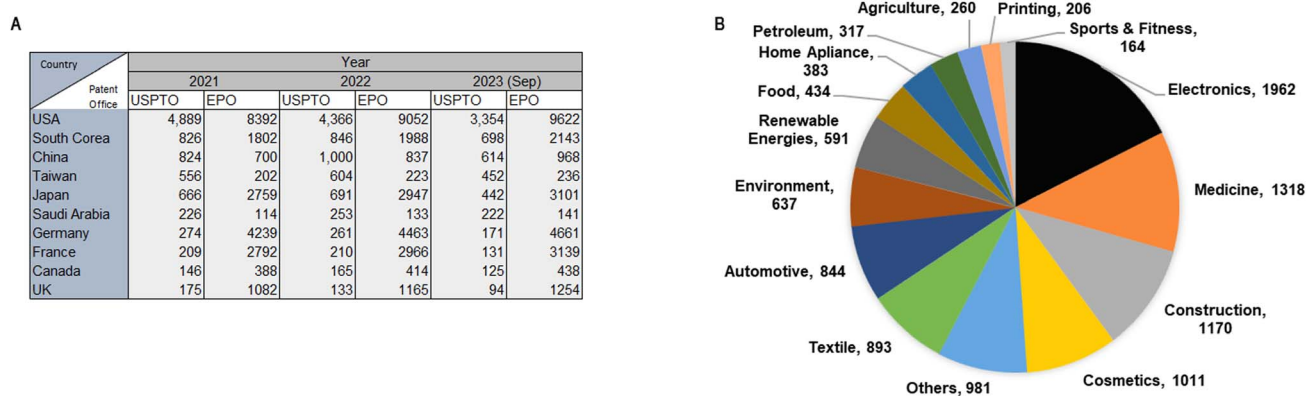 A
Country
Patent
Office
Year
2021 2022 2023 (Sep)
USPTO EPO USPTO EPO USPTO EPO
USA 4,889 8392 4,366 9052 3,354 9622
South Corea 826 1802 846 1988 698 2143
China 824 700 1,000 837 614 968
Taiwan 556 202 604 223 452 236
Japan 666 2759 691 2947 442 3101
Saudi Arabia 226 114 253 133 222 141
Germany 274 4239 261 4463 171 4661
France 209 2792 210 2966 131 3139
Canada 146 388 165 414 125 438
UK 175 1082 133 1165 94 1254
B
Electronics, 1962
Medicine, 1318
Construction,
1170
Cosmetics, 1011
Others, 981
Textile, 893
Automotive, 844
Environment,
637
Renewable
Energies, 591
Food, 434
Home Apliance,
383
Petroleum, 317
Agriculture, 260
Printing, 206
Sports & Fitness,
164